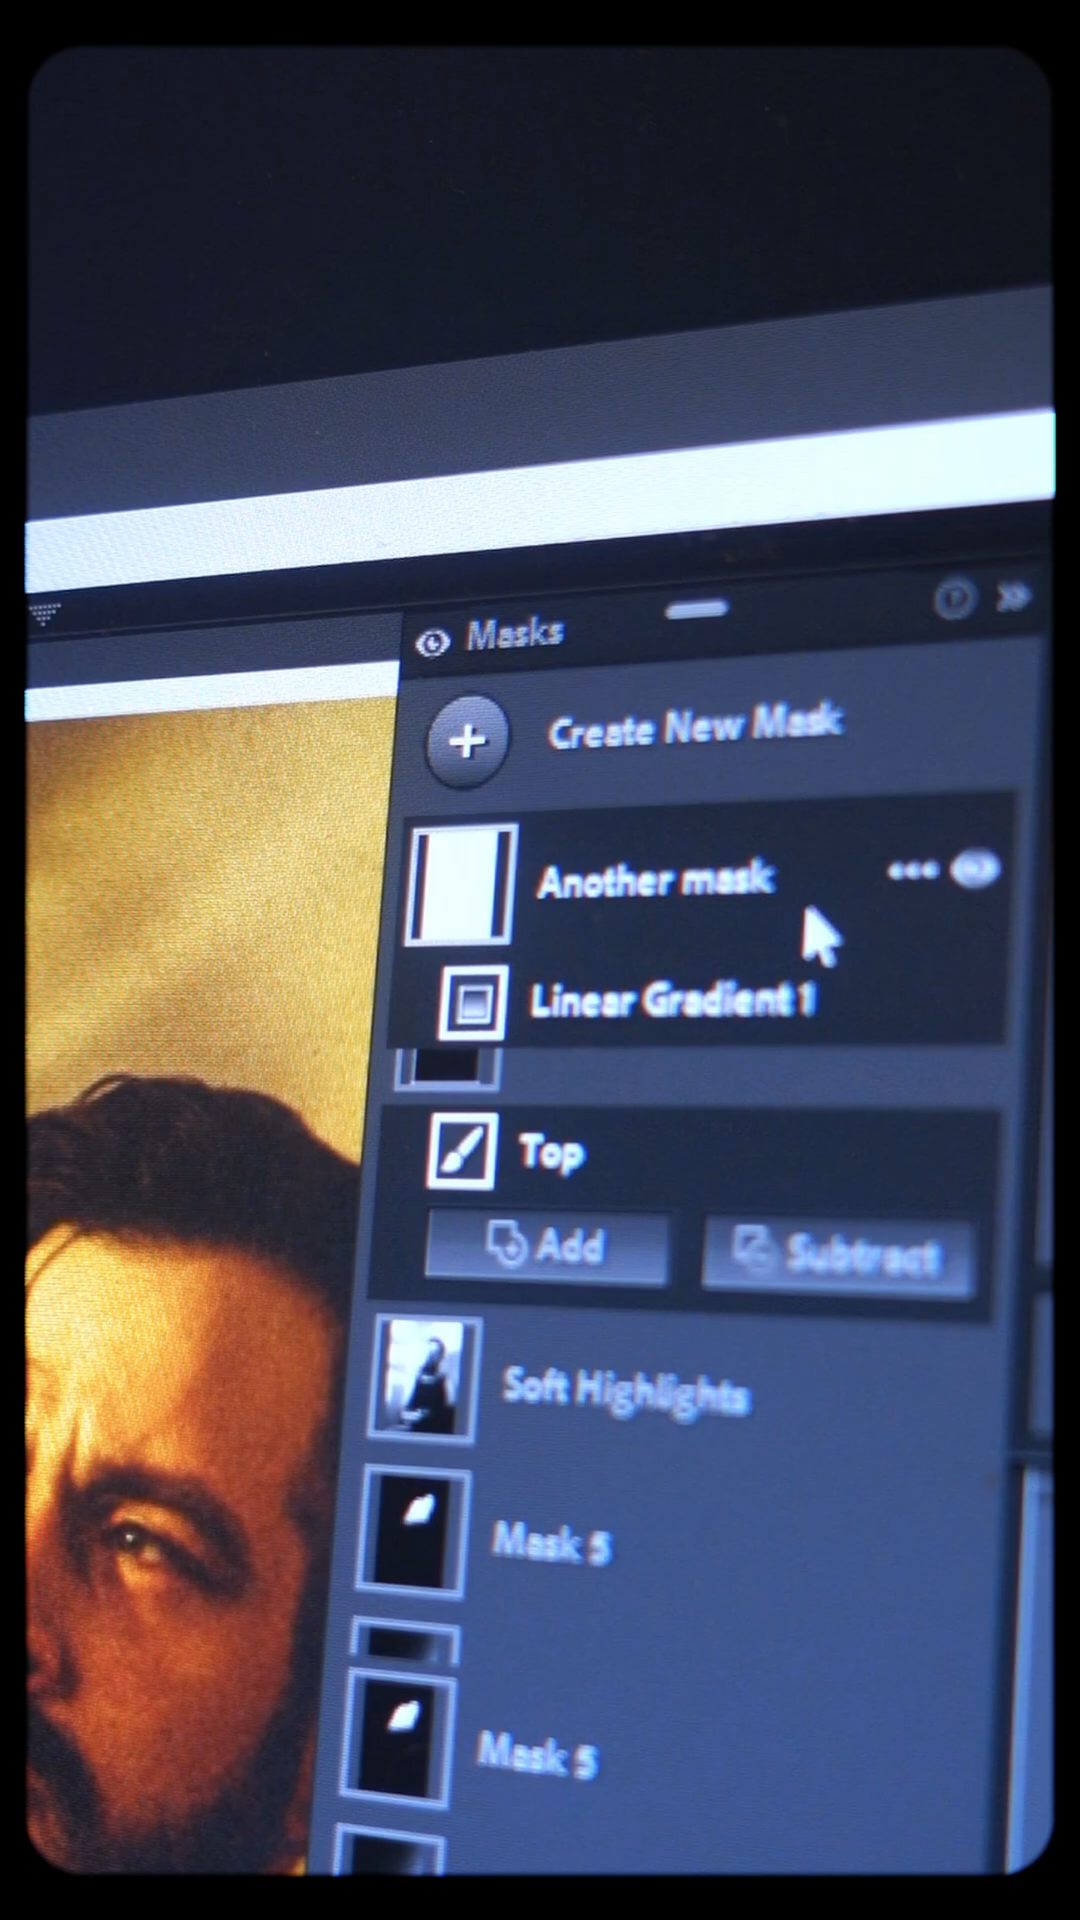 Masks
Create New Mask
Another mask
Linear Gradient 1
Top
Add
Subtract
Soft Highlights
Mask 5
Mask 5